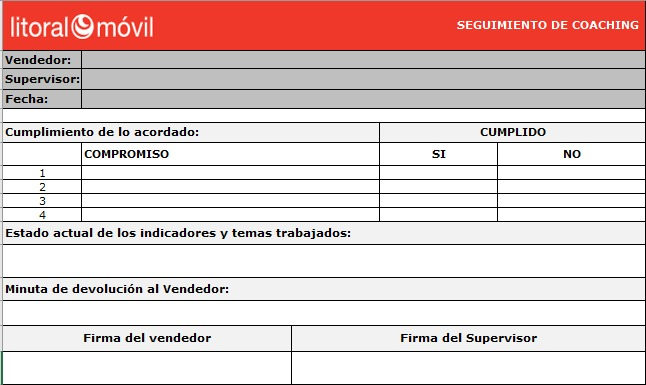 litoral móvil SEGUIMIENTO DE COACHING
Vendedor:
Supervisor:
Fecha:
Cumplimiento de lo acordado: CUMPLIDO
COMPROMISO SI NO
1
2
3
4
Estado actual de los indicadores y temas trabajados:
Minuta de devolución al Vendedor:
Firma del vendedor Firma del Supervisor